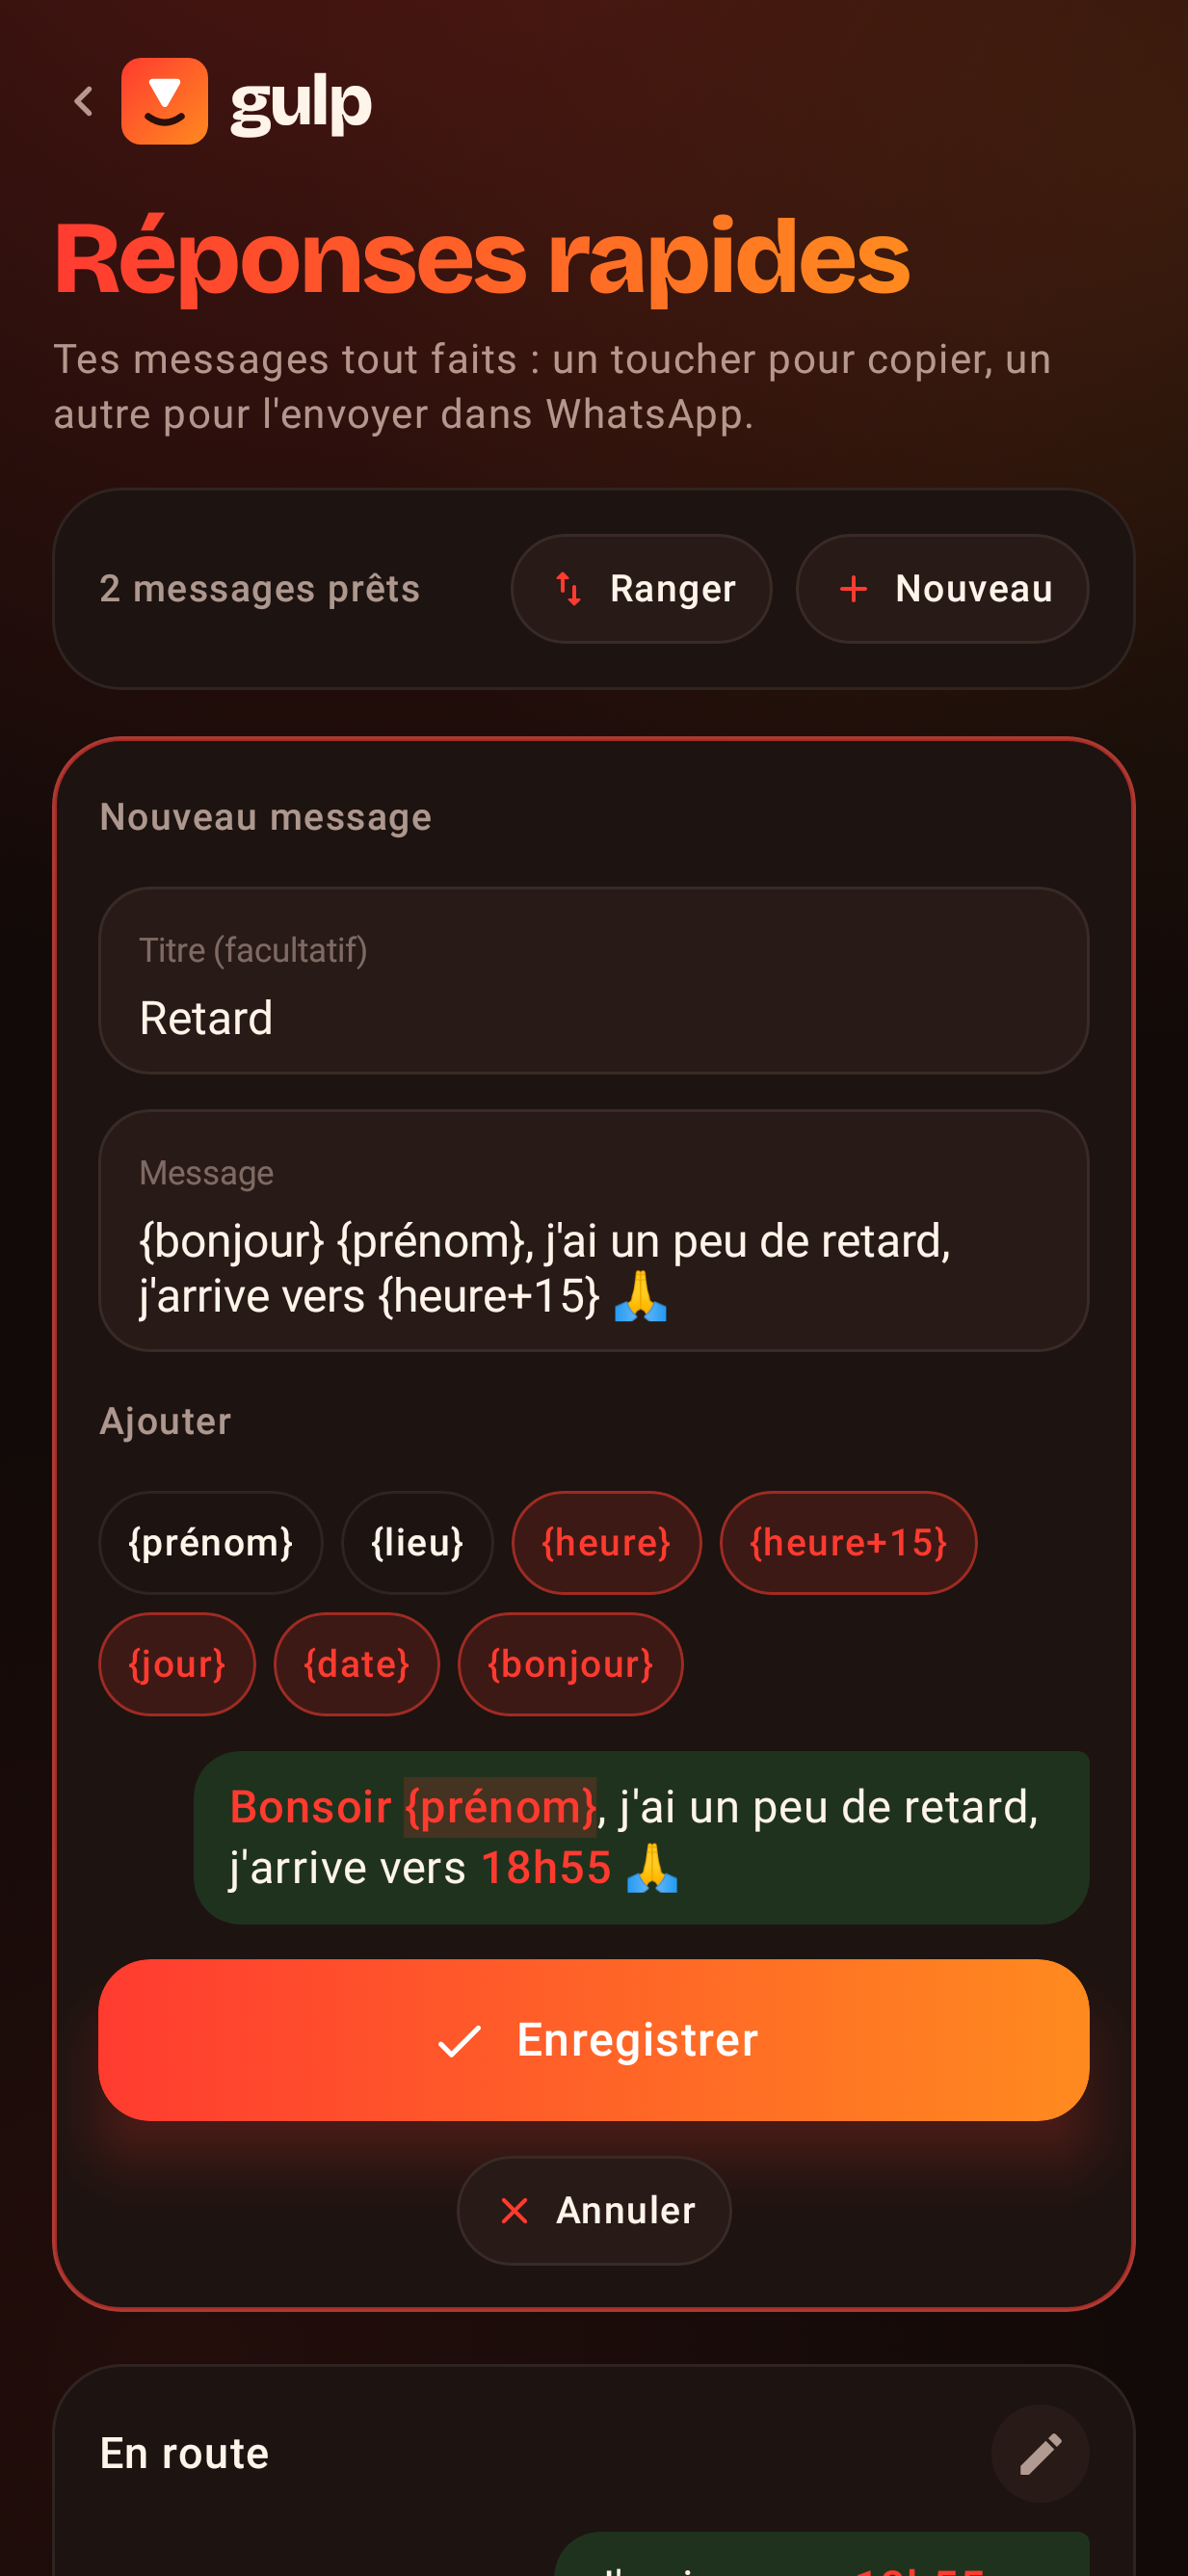 gulp
Réponses rapides
Tes messages tout faits : un toucher pour copier, un
autre pour l'envoyer dans WhatsApp.
2 messages prêts
Ranger
Nouveau
Nouveau message
Titre (facultatif)
Retard
Message
{bonjour} {prénom}, j'ai un peu de retard,
j'arrive vers {heure+15} 🙏
Ajouter
{prénom} {lieu} {heure} {heure+15}
{jour} {date} {bonjour}
Bonsoir {prénom}, j'ai un peu de retard,
j'arrive vers 18h55 🙏
Enregistrer
Annuler
En route